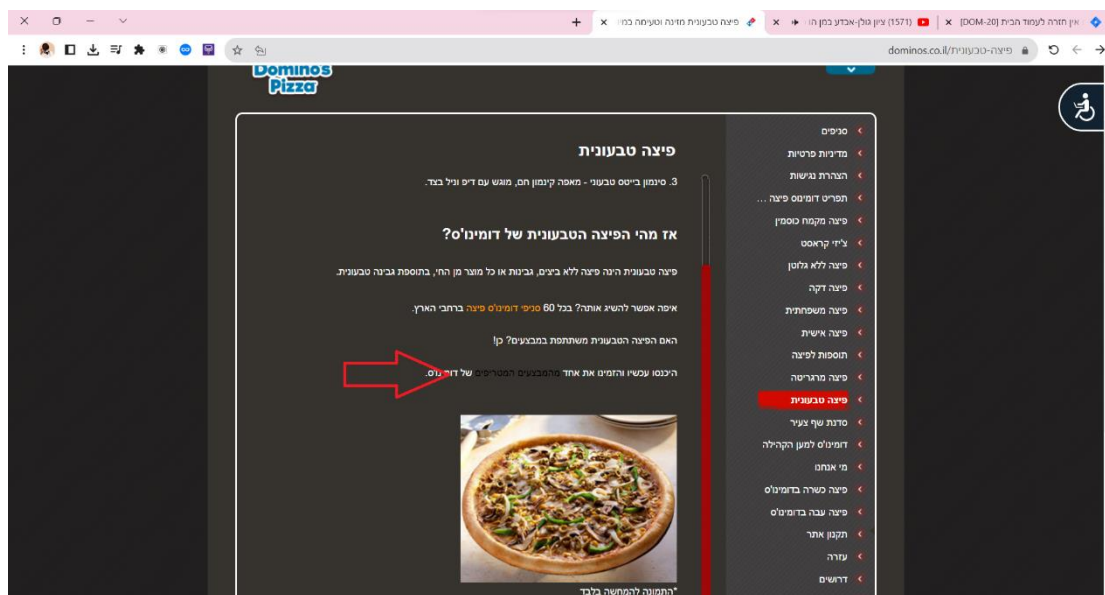 אין חזרה לעמוד הבית [DOM-20]
(1571) ציון גולן-אכדע כמן הו
פיצה טבעונית מזינה וטעימה במי
dominos.co.il/פיצה-טבעונית
Domino's
Pizza
סניפים
מדיניות פרטיות
הצהרת נגישות
תפריט דומינוס פיצה ...
פיצה מקמח כוסמין
צ'יזי קראסט
פיצה ללא גלוטן
פיצה דקה
פיצה משפחתית
פיצה אישית
תוספות לפיצה
פיצה מרגריטה
פיצה טבעונית
סדנת שף צעיר
דומינו'ס למען הקהילה
מי אנחנו
פיצה כשרה בדומינו'ס
פיצה עבה בדומינו'ס
תקנון אתר
עזרה
דרושים
פיצה טבעונית
3. סינמון בייטס טבעוני - מאפה קינמון חם, מוגש עם דיפ וניל בצד.
אז מהי הפיצה הטבעונית של דומינו'ס?
פיצה טבעונית הינה פיצה ללא ביצים, גבינות או כל מוצר מן החי, בתוספת גבינה טבעונית.
איפה אפשר להשיג אותה? בכל 60 סניפי דומינו'ס פיצה ברחבי הארץ.
האם הפיצה הטבעונית משתתפת במבצעים? כן!
היכנסו עכשיו והזמינו את אחד מהמבצעים המטריפים של דומינו'ס.
*התמונה להמחשה בלבד